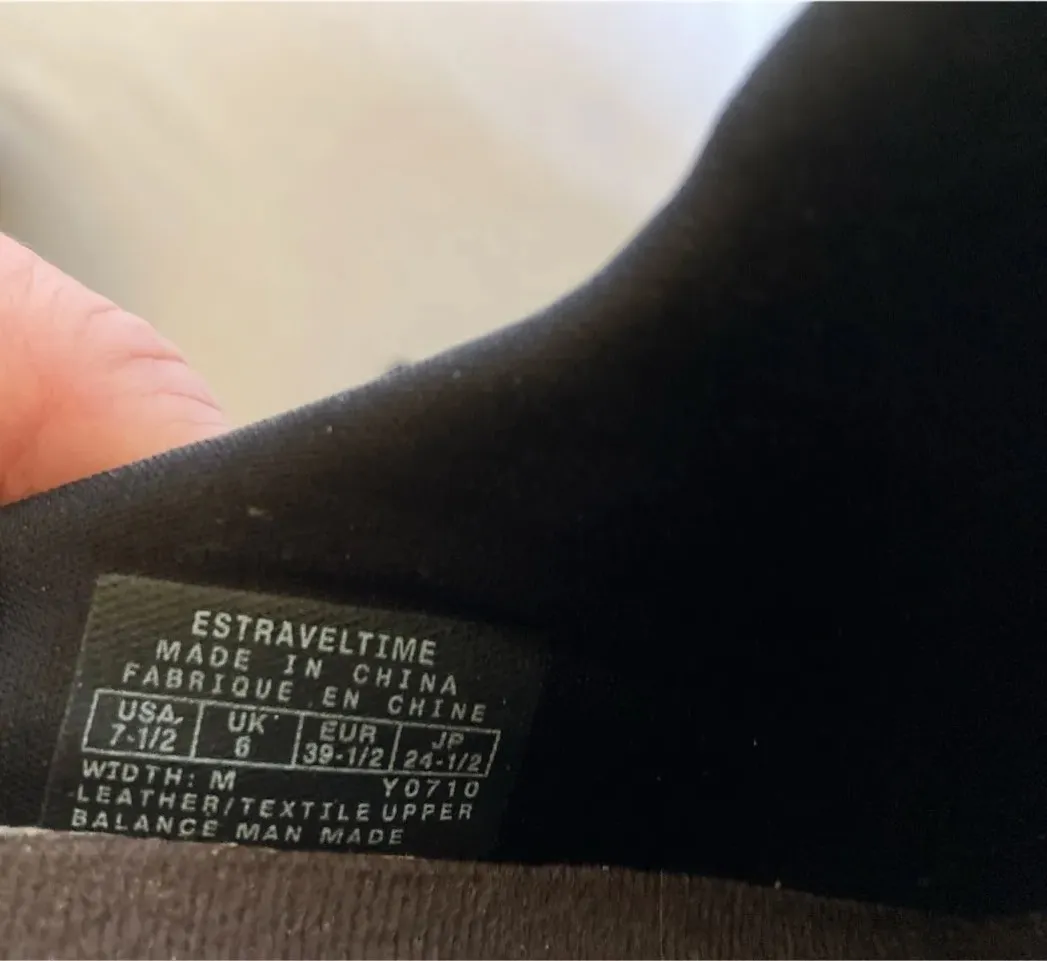 ESTRAVELTIME
MADE IN CHINA
FABRIQUE EN CHINE
USA UK EUR JP
7-1/2 6 39-1/2 24-1/2
WIDTH: M Y0710
LEATHER/TEXTILE UPPER
BALANCE MAN MADE